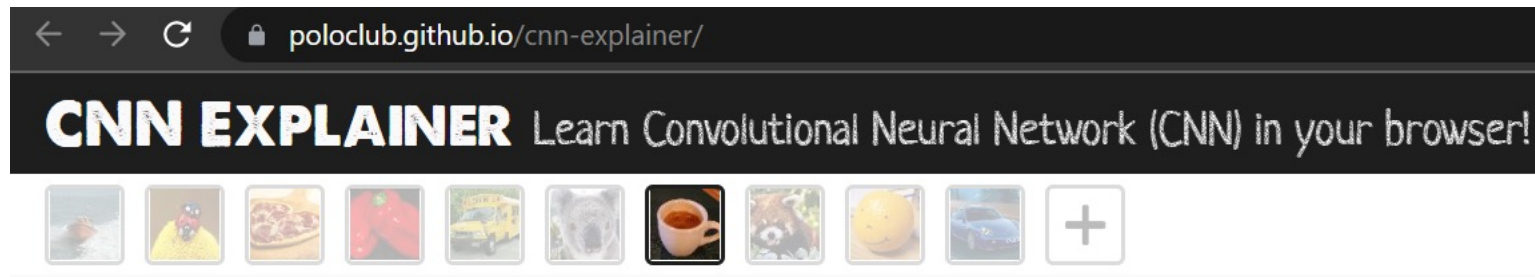 poloclub.github.io/cnn-explainer/
CNN EXPLAINER Learn Convolutional Neural Network (CNN) in your browser!